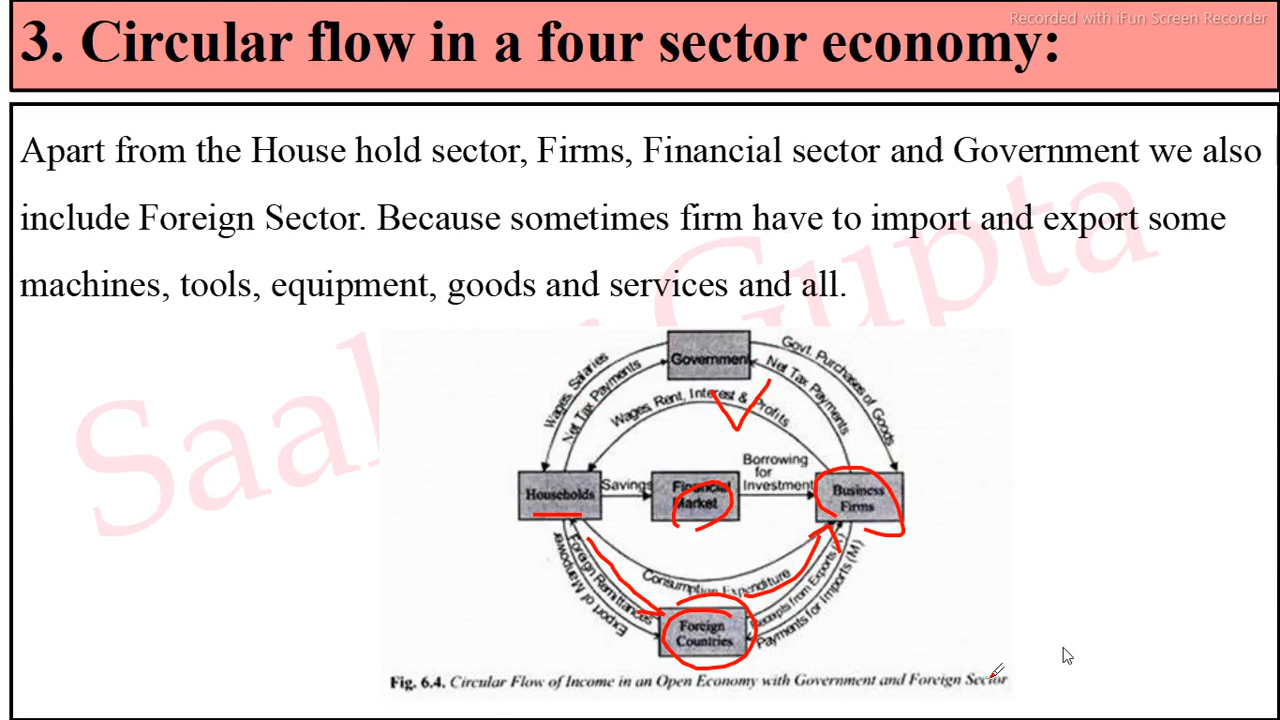 Recorded with iFun Screen Recorder
3. Circular flow in a four sector economy:
Apart from the House hold sector, Firms, Financial sector and Government we also
include Foreign Sector. Because sometimes firm have to import and export some
machines, tools, equipment, goods and services and all.
Government
Wages, Salaries
Net Tax Payments
Govt. Purchases of Goods
Net Tax Payments
Wages, Rent, Interest & Profits
Households
Savings
Financial
Market
Borrowing
for
Investment
Business
Firms
Consumption Expenditure
Foreign Remittances
Export of Manpower
Receipts from Exports
Payments for Imports (M)
Foreign
Countries
Fig. 6.4. Circular Flow of Income in an Open Economy with Government and Foreign Sector
Gupta